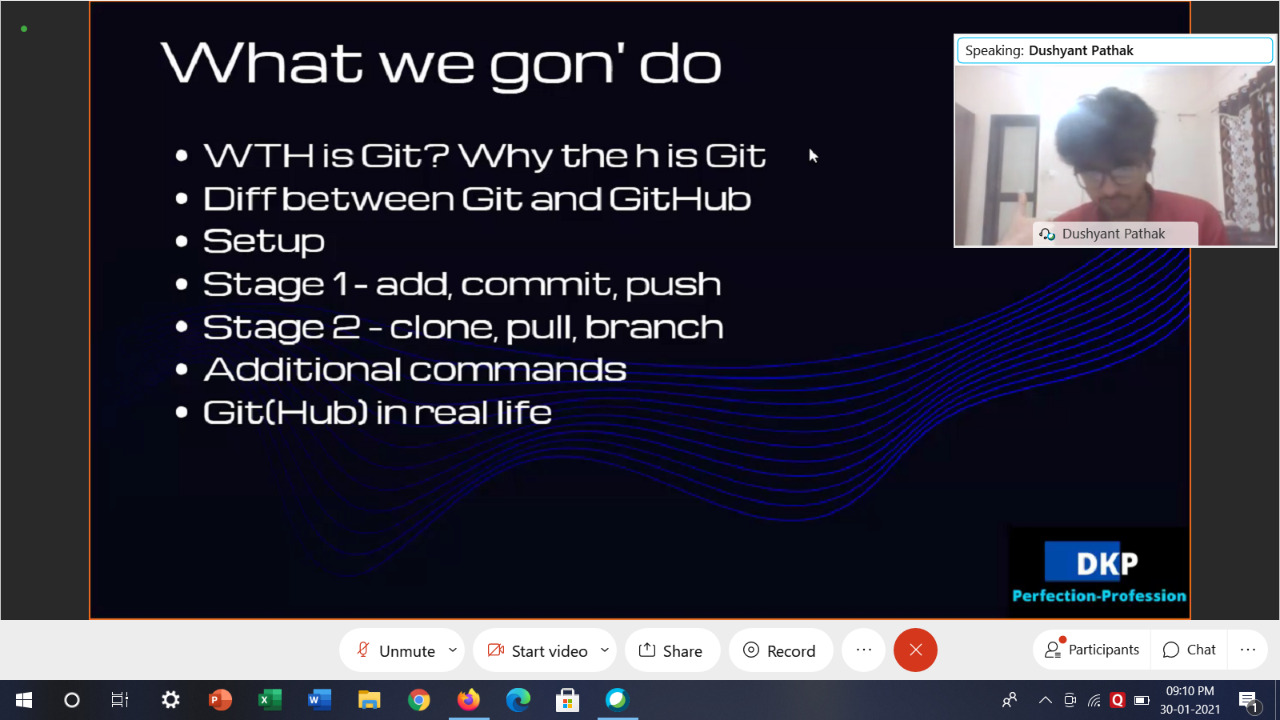 What we gon' do
Speaking: Dushyant Pathak
• WTH is Git? Why the h is Git
• Diff between Git and GitHub
• Setup
• Stage 1 - add, commit, push
• Stage 2 - clone, pull, branch
• Additional commands
• Git(Hub) in real life
Dushyant Pathak
DKP
Perfection-Profession
Unmute
Start video
Share
Record
Participants
Chat
09:10 PM
30-01-2021
1